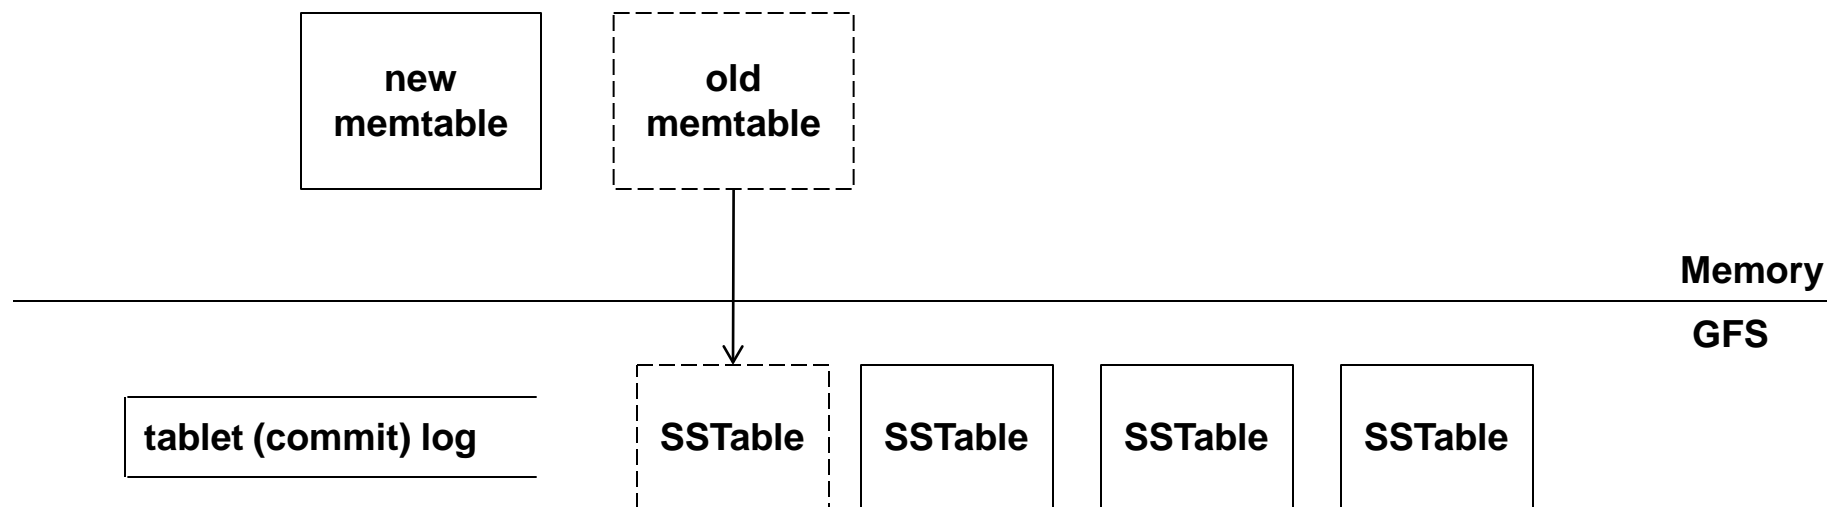 new
memtable
old
memtable
Memory
GFS
tablet (commit) log
SSTable
SSTable
SSTable
SSTable